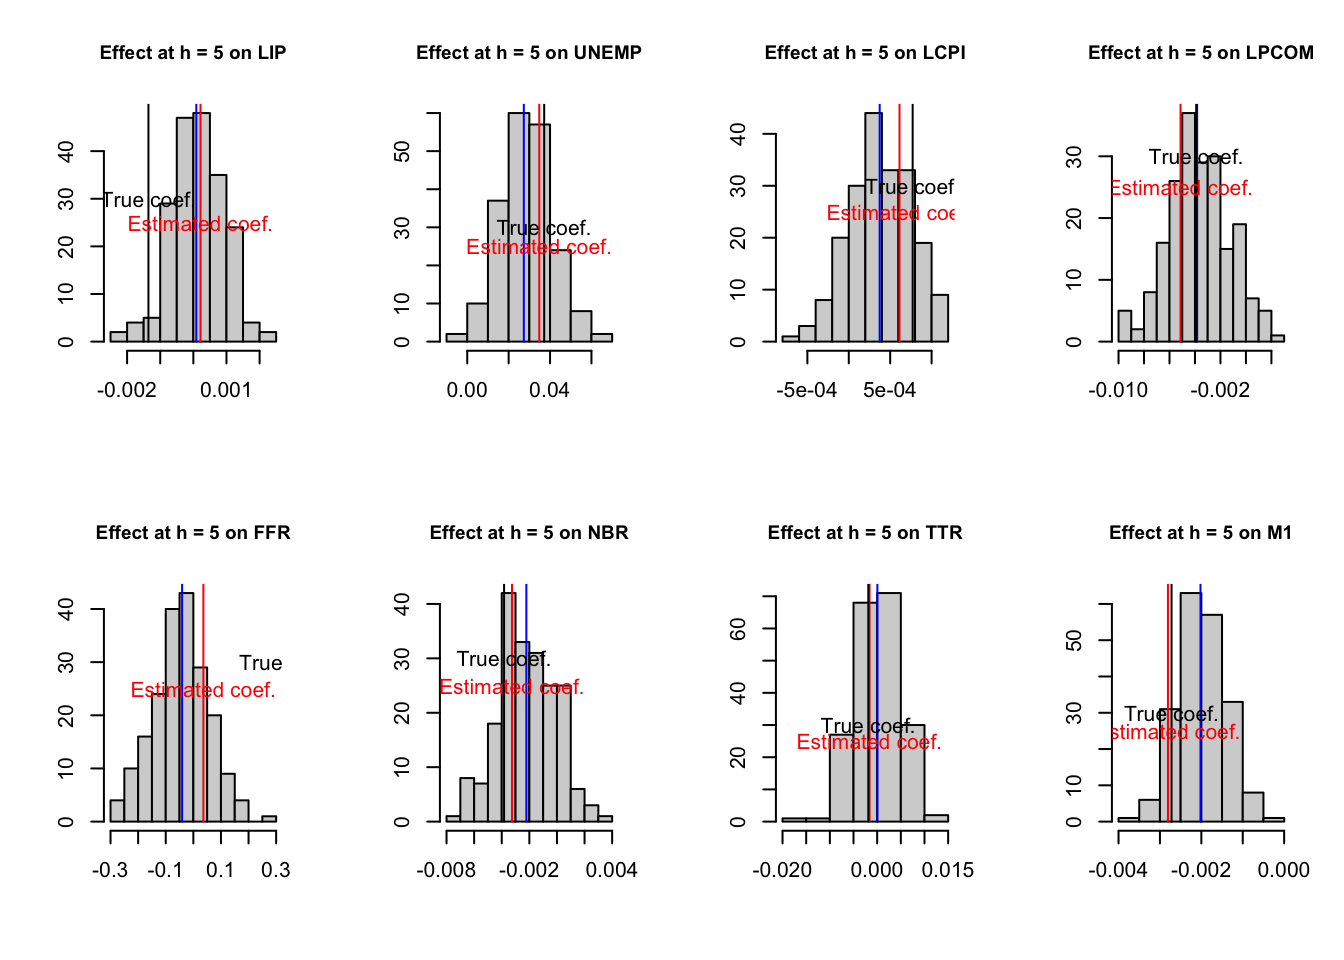 Effect at h = 5 on LIP
0 10 20 30 40
True coef.
Estimated coef.
-0.002 0.001
Effect at h = 5 on UNEMP
0 10 30 50
True coef.
Estimated coef.
0.00 0.04
Effect at h = 5 on LCPI
0 10 20 30 40
True coef
Estimated coe
-5e-04 5e-04
Effect at h = 5 on LPCOM
0 10 20 30
True coef.
Estimated coef.
-0.010 -0.002
Effect at h = 5 on FFR
0 10 20 30 40
True
Estimated coef.
-0.3 -0.1 0.1 0.3
Effect at h = 5 on NBR
0 10 20 30 40
True coef.
Estimated coef.
-0.008 -0.002 0.004
Effect at h = 5 on TTR
0 20 40 60
True coef.
Estimated coef.
-0.020 0.000 0.015
Effect at h = 5 on M1
0 10 30 50
True coef.
stimated coef.
-0.004 -0.002 0.000